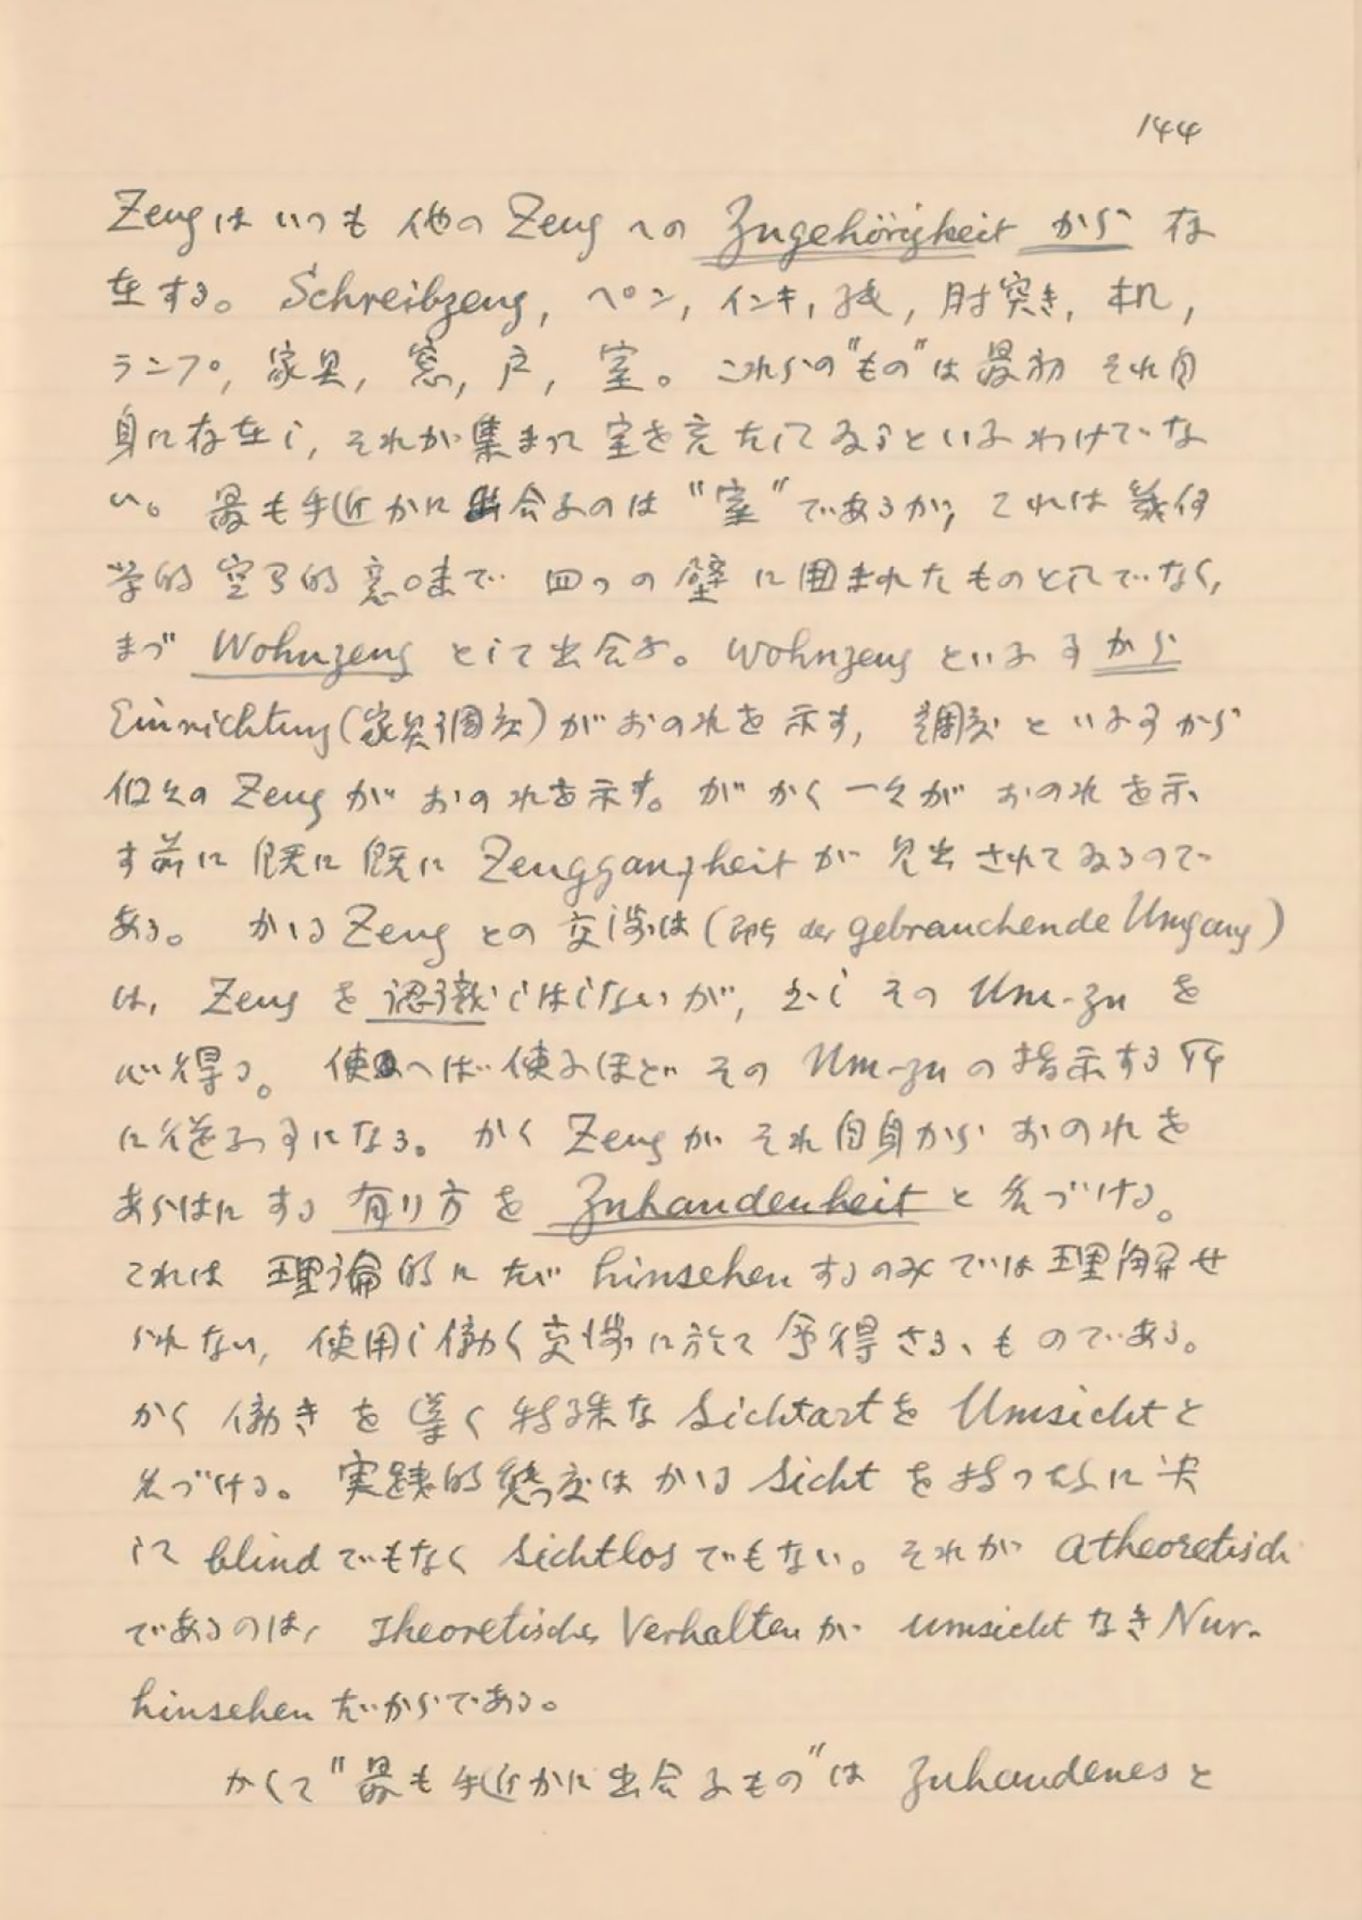 144
Zeugはいつも他のZeugへのZugehörigkeitから存
在する。Schreibzeug, ペン, インキ, 紙, 肘突き, 机,
ランプ, 家具, 窓, 戸, 室。これらの"もの"は最初それ自
身に存在し, それが集まって室を充たしてゐるといふわけでな
い。最も手近かに出会ふのは"室"であるが, これは幾何
学的空間的意味で四つの壁に囲まれたものとしてでなく,
まづWohnzeugとして出会ふ。Wohnzeugといふ事から
Einrichtung(家具調度)がおのれを示す, 調度といふ事から
個々のZeugがおのれを示す。がかく一々がおのれを示
す前に既に既にZeugganzheitが見出されてゐるので
ある。かゝるZeugとの交渉は(即ちder gebrauchende Umgang)
は, Zeugを認識しはしないが, しかしそのUm-zuを
心得る。使へば使ふほどそのUm-zuの指示する所
に従ふ事になる。かくZeugがそれ自身からおのれを
あらはにする有り方をZuhandenheitと名づける。
これは理論的にたゞhinsehenするのみでは理解せ
られない, 使用し働く交渉に於て会得さるゝものである。
かく働きを導く特殊なSichtartをUmsichtと
名づける。実践的態度はかゝるSichtを持つ故に決
してblindでもなくsichtlosでもない。それがatheoretisch
であるのは, theoretisches Verhaltenがumsichtなき Nur-
hinsehenだからである。
かくて"最も手近かに出会ふもの"はZuhandenesと